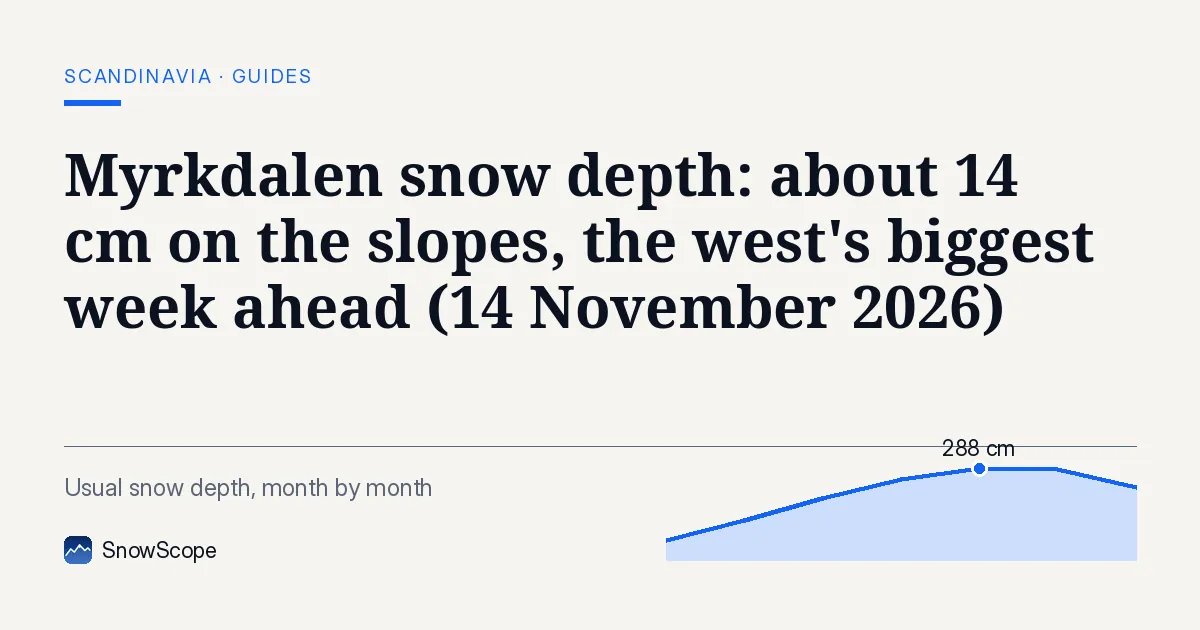 SCANDINAVIA · GUIDES
Myrkdalen snow depth: about 14
cm on the slopes, the west's biggest
week ahead (14 November 2026)
288 cm
Usual snow depth, month by month
SnowScope